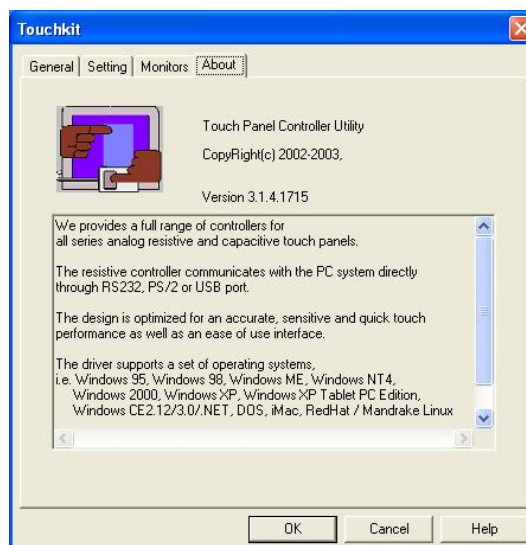 Touchkit
General Setting Monitors About
Touch Panel Controller Utility
CopyRight(c) 2002-2003,
Version 3.1.4.1715
We provides a full range of controllers for
all series analog resistive and capacitive touch panels.
The resistive controller communicates with the PC system directly
through RS232, PS/2 or USB port.
The design is optimized for an accurate, sensitive and quick touch
performance as well as an ease of use interface.
The driver supports a set of operating systems,
i.e. Windows 95, Windows 98, Windows ME, Windows NT4,
Windows 2000, Windows XP, Windows XP Tablet PC Edition,
Windows CE2.12/3.0/.NET, DOS, iMac, RedHat / Mandrake Linux
OK Cancel Help